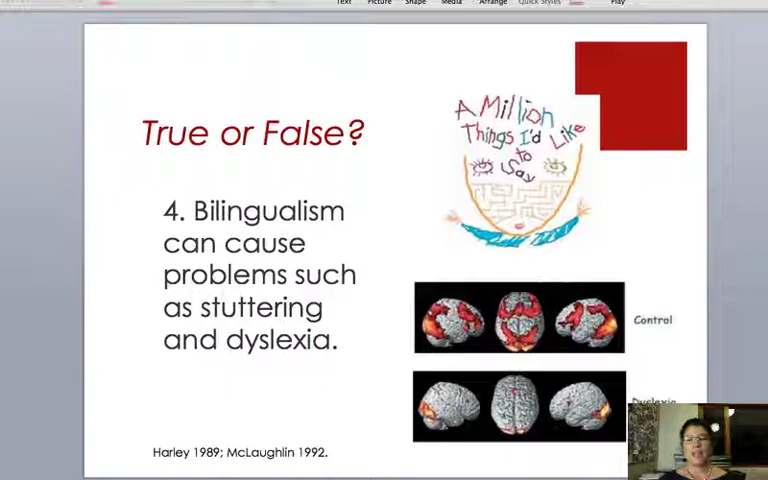 Text Picture Shape Media Arrange Quick Styles Play
True or False?
4. Bilingualism
can cause
problems such
as stuttering
and dyslexia.
Harley 1989; McLaughlin 1992.
A Million
Things I'd Like
to
Say
Control
Dyslexia